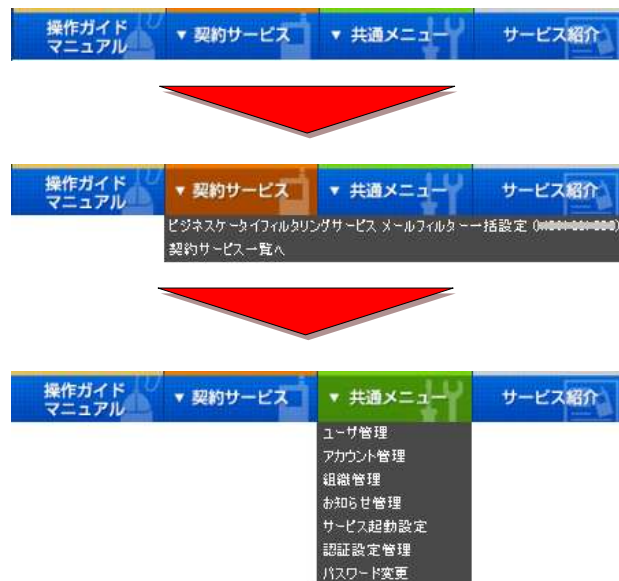 操作ガイド
マニュアル
▼ 契約サービス
▼ 共通メニュー
サービス紹介
操作ガイド
マニュアル
▼ 契約サービス
▼ 共通メニュー
サービス紹介
ビジネスケータイフィルタリングサービス メールフィルター一括設定
契約サービス一覧へ
操作ガイド
マニュアル
▼ 契約サービス
▼ 共通メニュー
サービス紹介
ユーザ管理
アカウント管理
組織管理
お知らせ管理
サービス起動設定
認証設定管理
パスワード変更